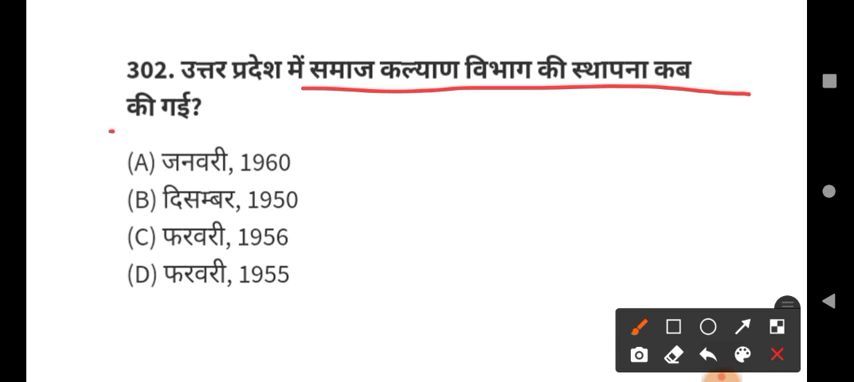 302. उत्तर प्रदेश में समाज कल्याण विभाग की स्थापना कब
की गई?
(A) जनवरी, 1960
(B) दिसम्बर, 1950
(C) फरवरी, 1956
(D) फरवरी, 1955